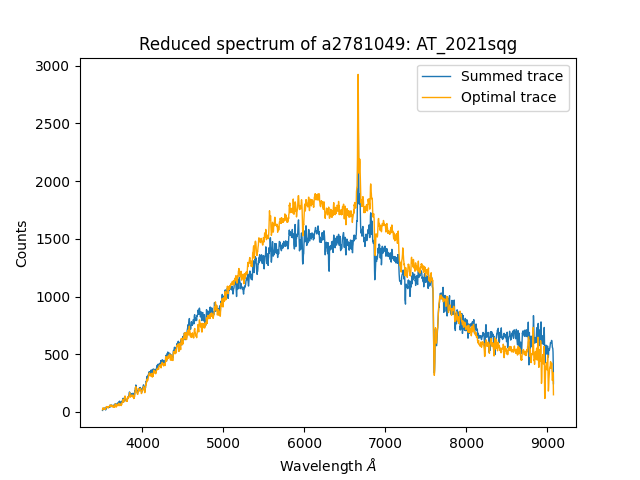 Reduced spectrum of a2781049: AT_2021sqg
Summed trace
Optimal trace
Counts
3000
2500
2000
1500
1000
500
0
4000 5000 6000 7000 8000 9000
Wavelength Å